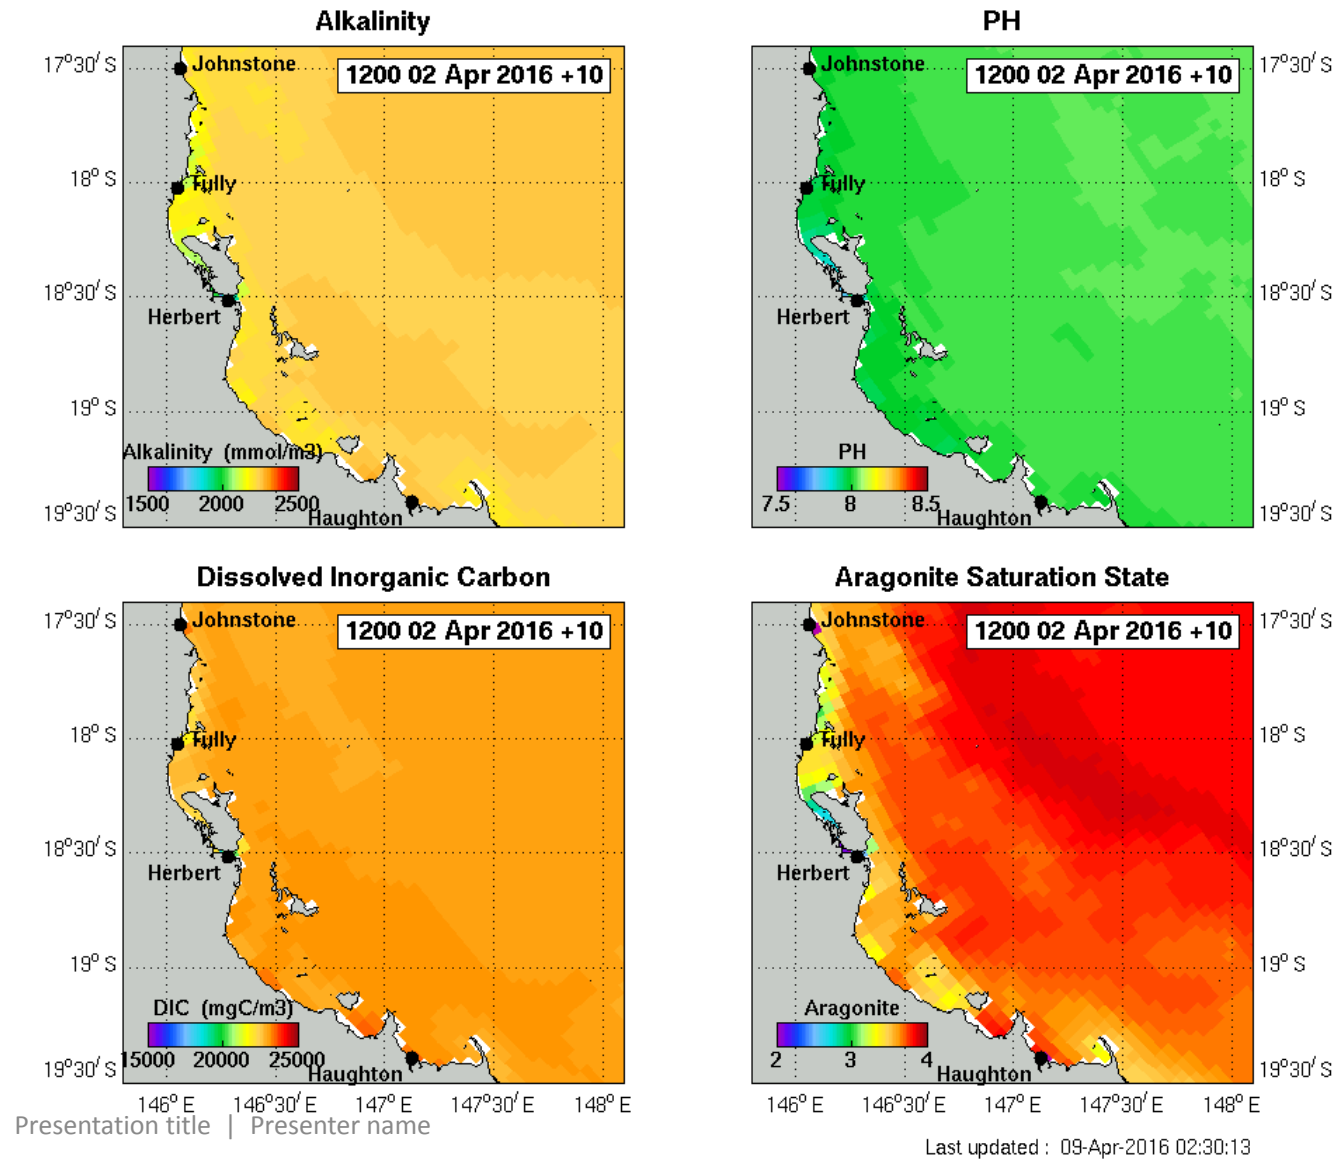 Alkalinity
PH
17°30' S
Johnstone
1200 02 Apr 2016 +10
Johnstone
1200 02 Apr 2016 +10
17°30' S
18° S
Tully
Tully
18° S
18°30' S
Herbert
Herbert
18°30' S
19° S
19° S
Alkalinity (mmol/m3)
1500 2000 2500
PH
7.5 8 8.5
19°30' S
Haughton
Haughton
19°30' S
Dissolved Inorganic Carbon
Aragonite Saturation State
17°30' S
Johnstone
1200 02 Apr 2016 +10
Johnstone
1200 02 Apr 2016 +10
17°30' S
18° S
Tully
Tully
18° S
18°30' S
Herbert
Herbert
18°30' S
19° S
19° S
DIC (mgC/m3)
15000 20000 25000
Aragonite
2 3 4
19°30' S
Haughton
Haughton
19°30' S
146° E 146°30' E 147° E 147°30' E 148° E
146° E 146°30' E 147° E 147°30' E 148° E
Presentation title | Presenter name
Last updated : 09-Apr-2016 02:30:13